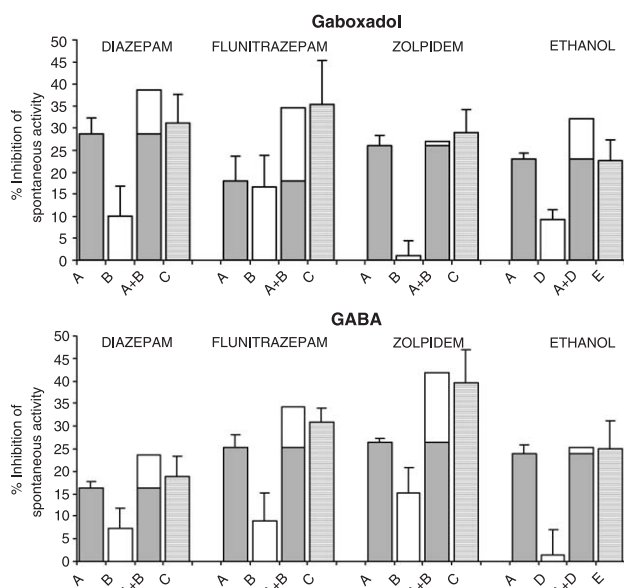 Gaboxadol
DIAZEPAM FLUNITRAZEPAM ZOLPIDEM ETHANOL
% Inhibition of
spontaneous activity
50
45
40
35
30
25
20
15
10
5
0
A B A+B C A B A+B C A B A+B C A D A+D E
GABA
DIAZEPAM FLUNITRAZEPAM ZOLPIDEM ETHANOL
% Inhibition of
spontaneous activity
50
45
40
35
30
25
20
15
10
5
0
A B A+B C A B A+B C A B A+B C A D A+D E